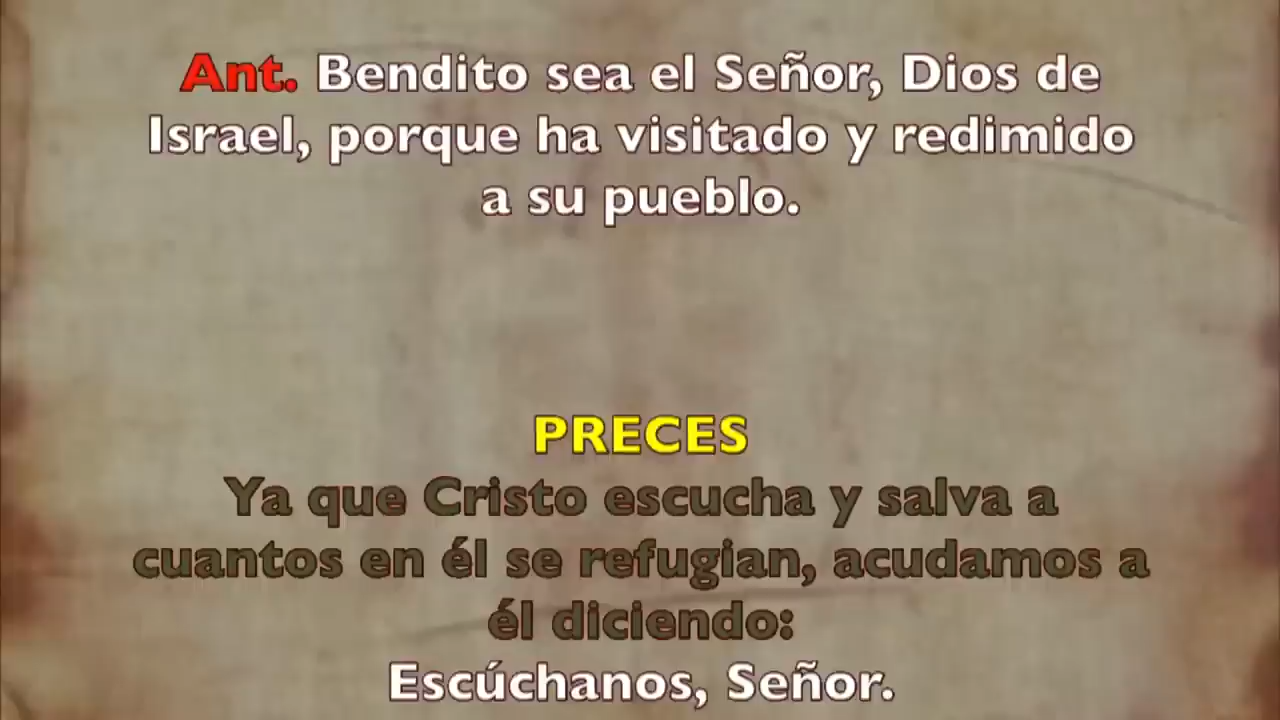 Ant. Bendito sea el Señor, Dios de
Israel, porque ha visitado y redimido
a su pueblo.
PRECES
Ya que Cristo escucha y salva a
cuantos en él se refugian, acudamos a
él diciendo:
Escúchanos, Señor.